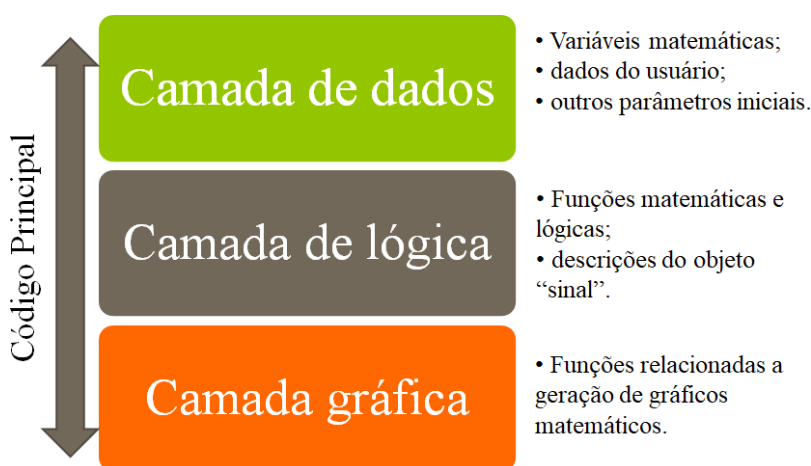 Código Principal
Camada de dados
• Variáveis matemáticas;
• dados do usuário;
• outros parâmetros iniciais.
Camada de lógica
• Funções matemáticas e
lógicas;
• descrições do objeto
“sinal”.
Camada gráfica
• Funções relacionadas a
geração de gráficos
matemáticos.